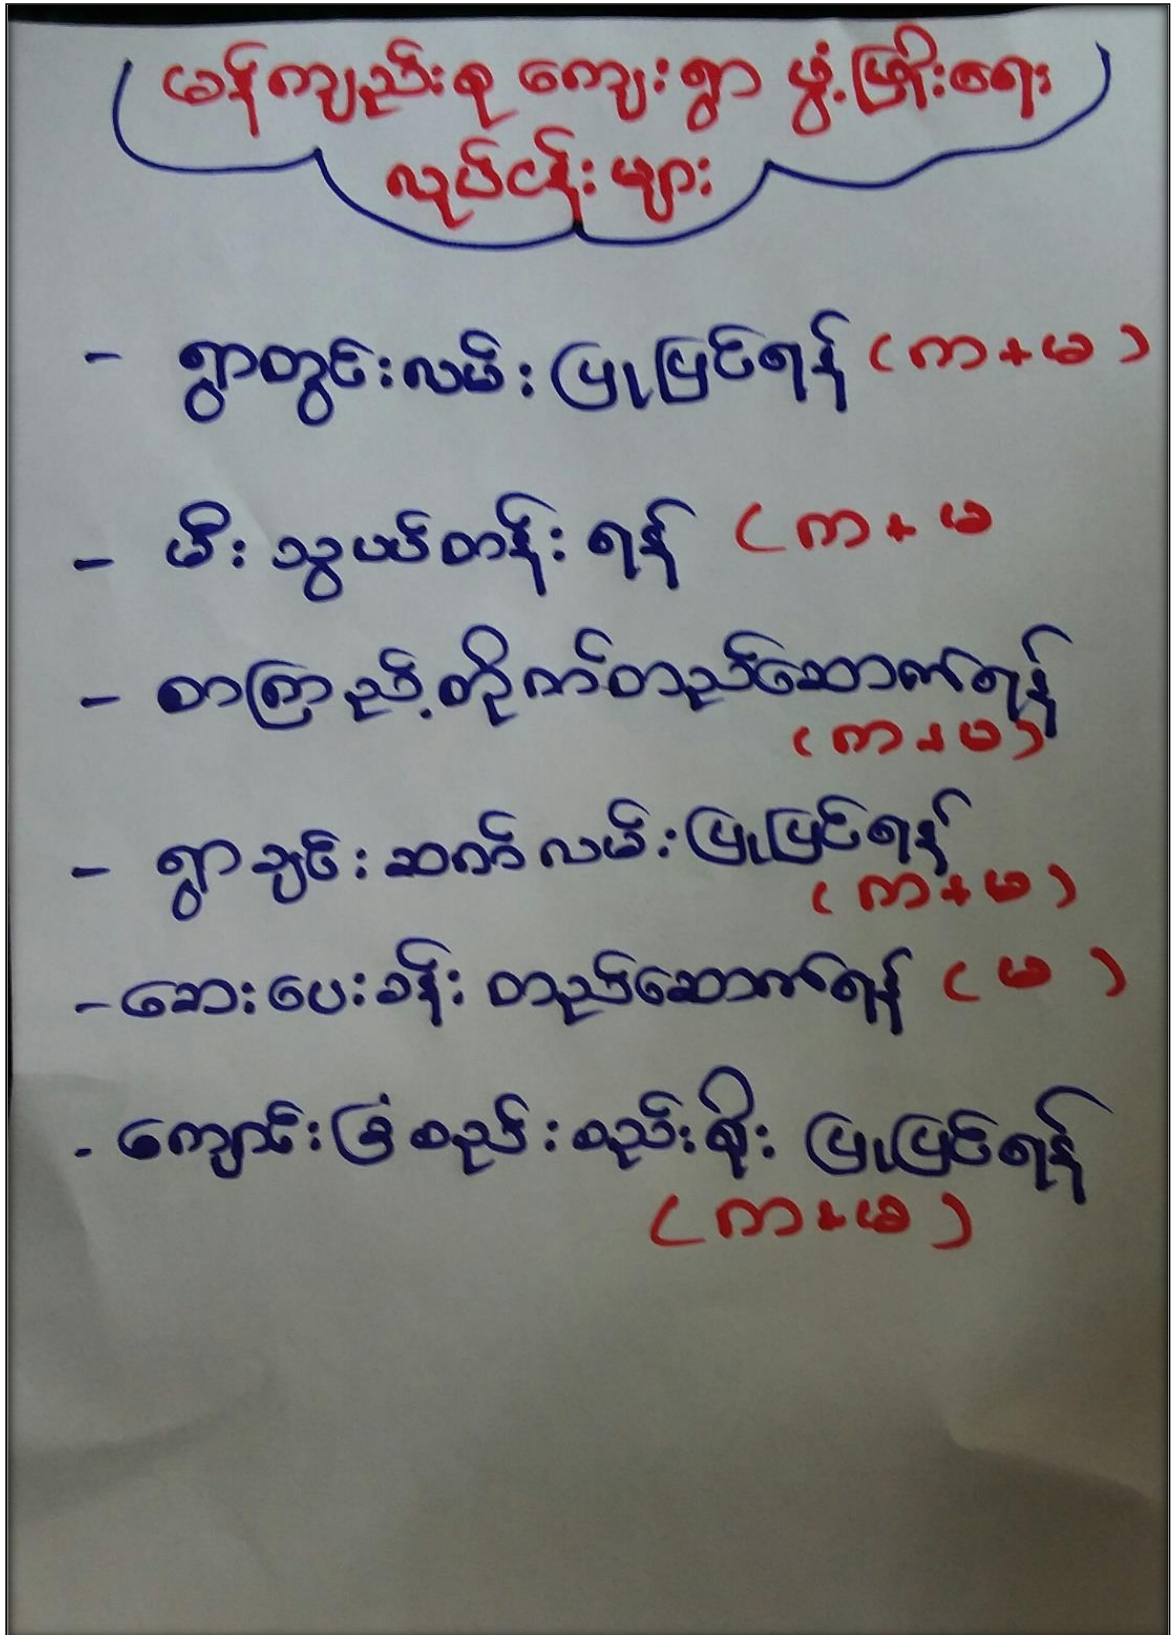 မန်ကျည်းစု ကျေးရွာ ဖွံ့ဖြိုးရေး
လုပ်ငန်းများ
- ရွာတွင်းလမ်း ပြုပြင်ရန် (ကာ+မ)
- မီးသွယ်တန်းရန် (ကာ+မ
- စာကြည့်တိုက်တည်ဆောက်ရန်
(ကာ+မ)
- ရွာချင်းဆက်လမ်းပြုပြင်ရန်
(ကာ+မ)
- ဆေးပေးခန်း တည်ဆောက်ရန် (မ)
- ကျောင်းခြံစည်းစည်းရိုး ပြုပြင်ရန်
(ကာ+မ)